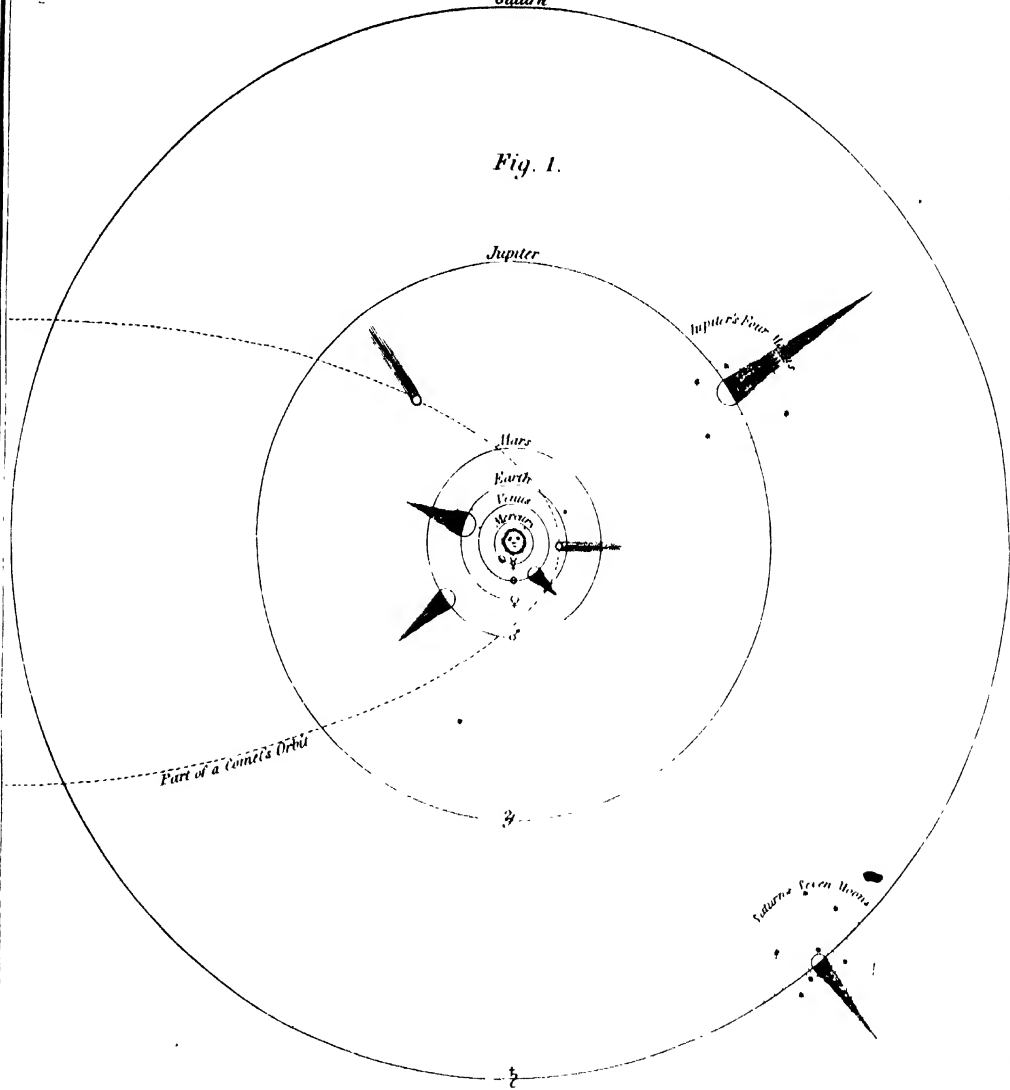 Saturn
Fig. 1.
Jupiter
Jupiter's Four Moons
Mars
Earth
Venus
Mercury
☿
♀
♂
Part of a Comet's Orbit
♃
Saturn's Seven Moons
♄